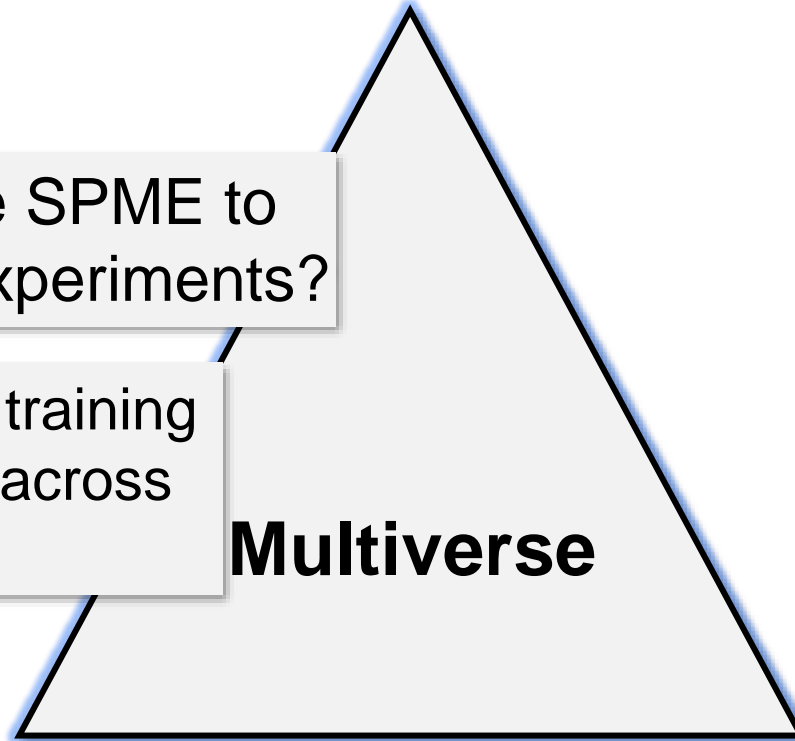 e SPME to
xperiments?
training
across
Multiverse